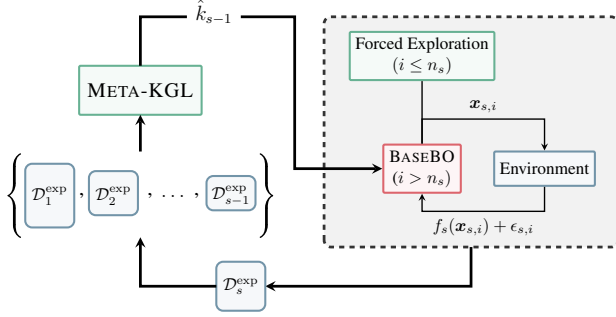 k̂_{s−1}
Forced Exploration
(i ≤ n_s)
META-KGL
x_{s,i}
BASEBO
(i > n_s)
Environment
{ D_1^{exp} , D_2^{exp} , . . . , D_{s−1}^{exp} }
f_s(x_{s,i}) + ϵ_{s,i}
D_s^{exp}